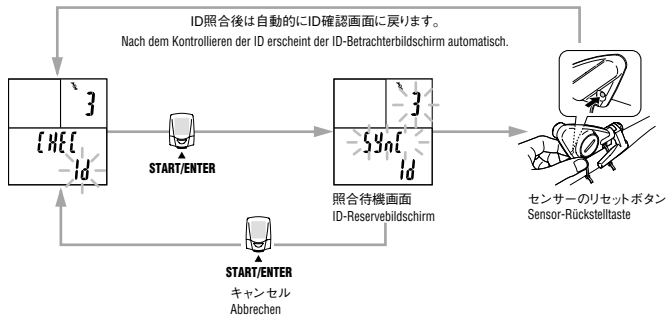 ID照合後は自動的にID確認画面に戻ります。
Nach dem Kontrollieren der ID erscheint der ID-Betrachterbildschirm automatisch.
3
CHEC
Id
START/ENTER
3
SYnC
Id
照合待機画面
ID-Reservebildschirm
センサーのリセットボタン
Sensor-Rückstelltaste
START/ENTER
キャンセル
Abbrechen